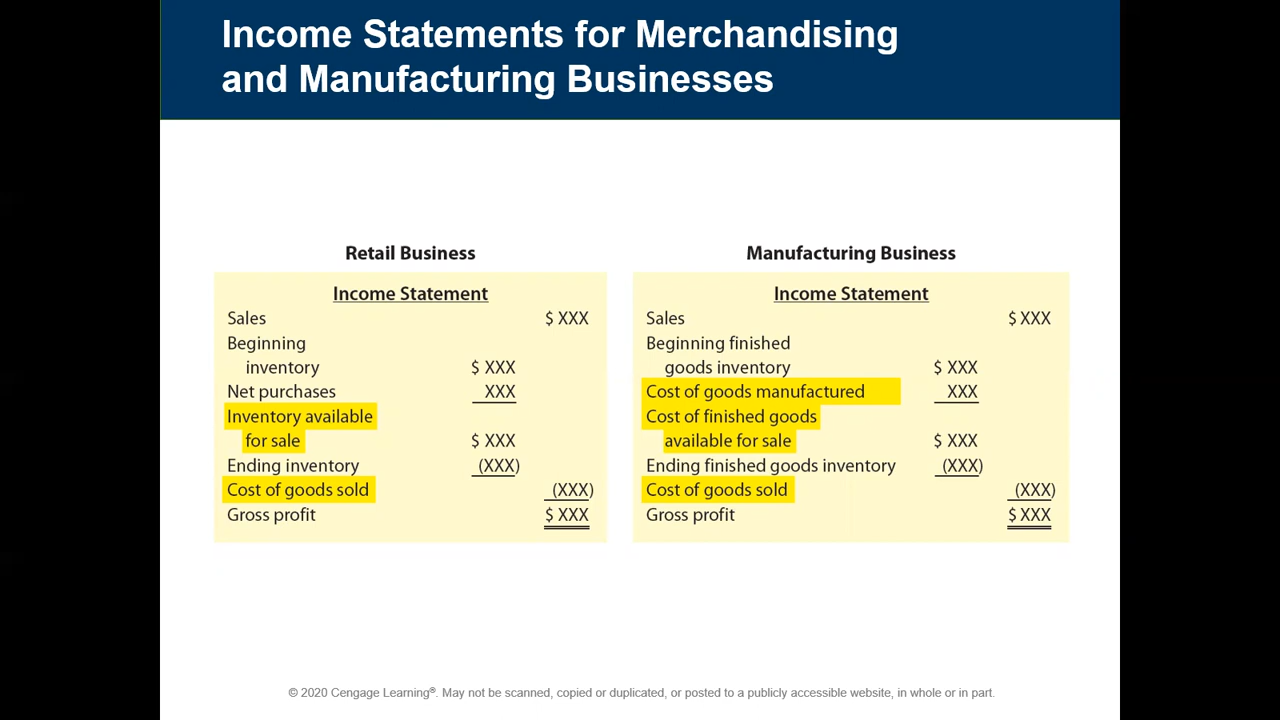 Income Statements for Merchandising
and Manufacturing Businesses
Retail Business
Income Statement
Sales $ XXX
Beginning
inventory $ XXX
Net purchases XXX
Inventory available
for sale $ XXX
Ending inventory (XXX)
Cost of goods sold (XXX)
Gross profit $ XXX
Manufacturing Business
Income Statement
Sales $ XXX
Beginning finished
goods inventory $ XXX
Cost of goods manufactured XXX
Cost of finished goods
available for sale $ XXX
Ending finished goods inventory (XXX)
Cost of goods sold (XXX)
Gross profit $ XXX
© 2020 Cengage Learning®. May not be scanned, copied or duplicated, or posted to a publicly accessible website, in whole or in part.